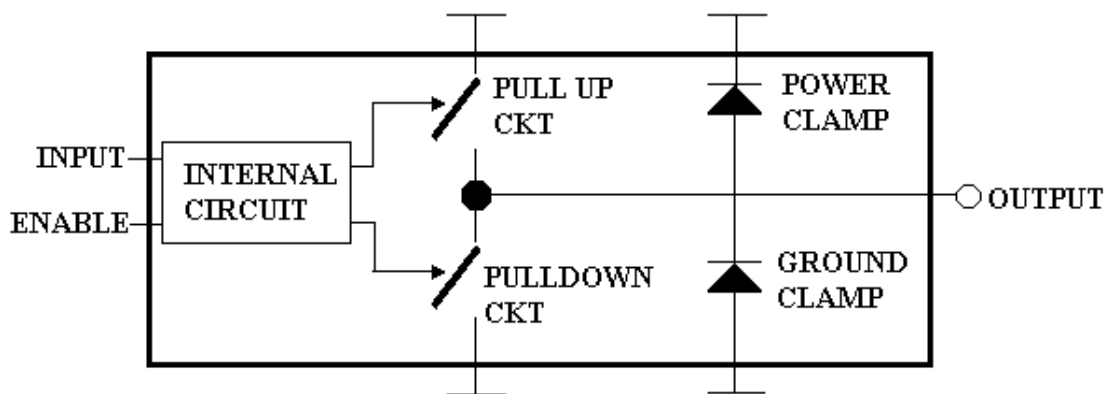 PULL UP
CKT
POWER
CLAMP
INPUT
ENABLE
INTERNAL
CIRCUIT
OUTPUT
PULLDOWN
CKT
GROUND
CLAMP